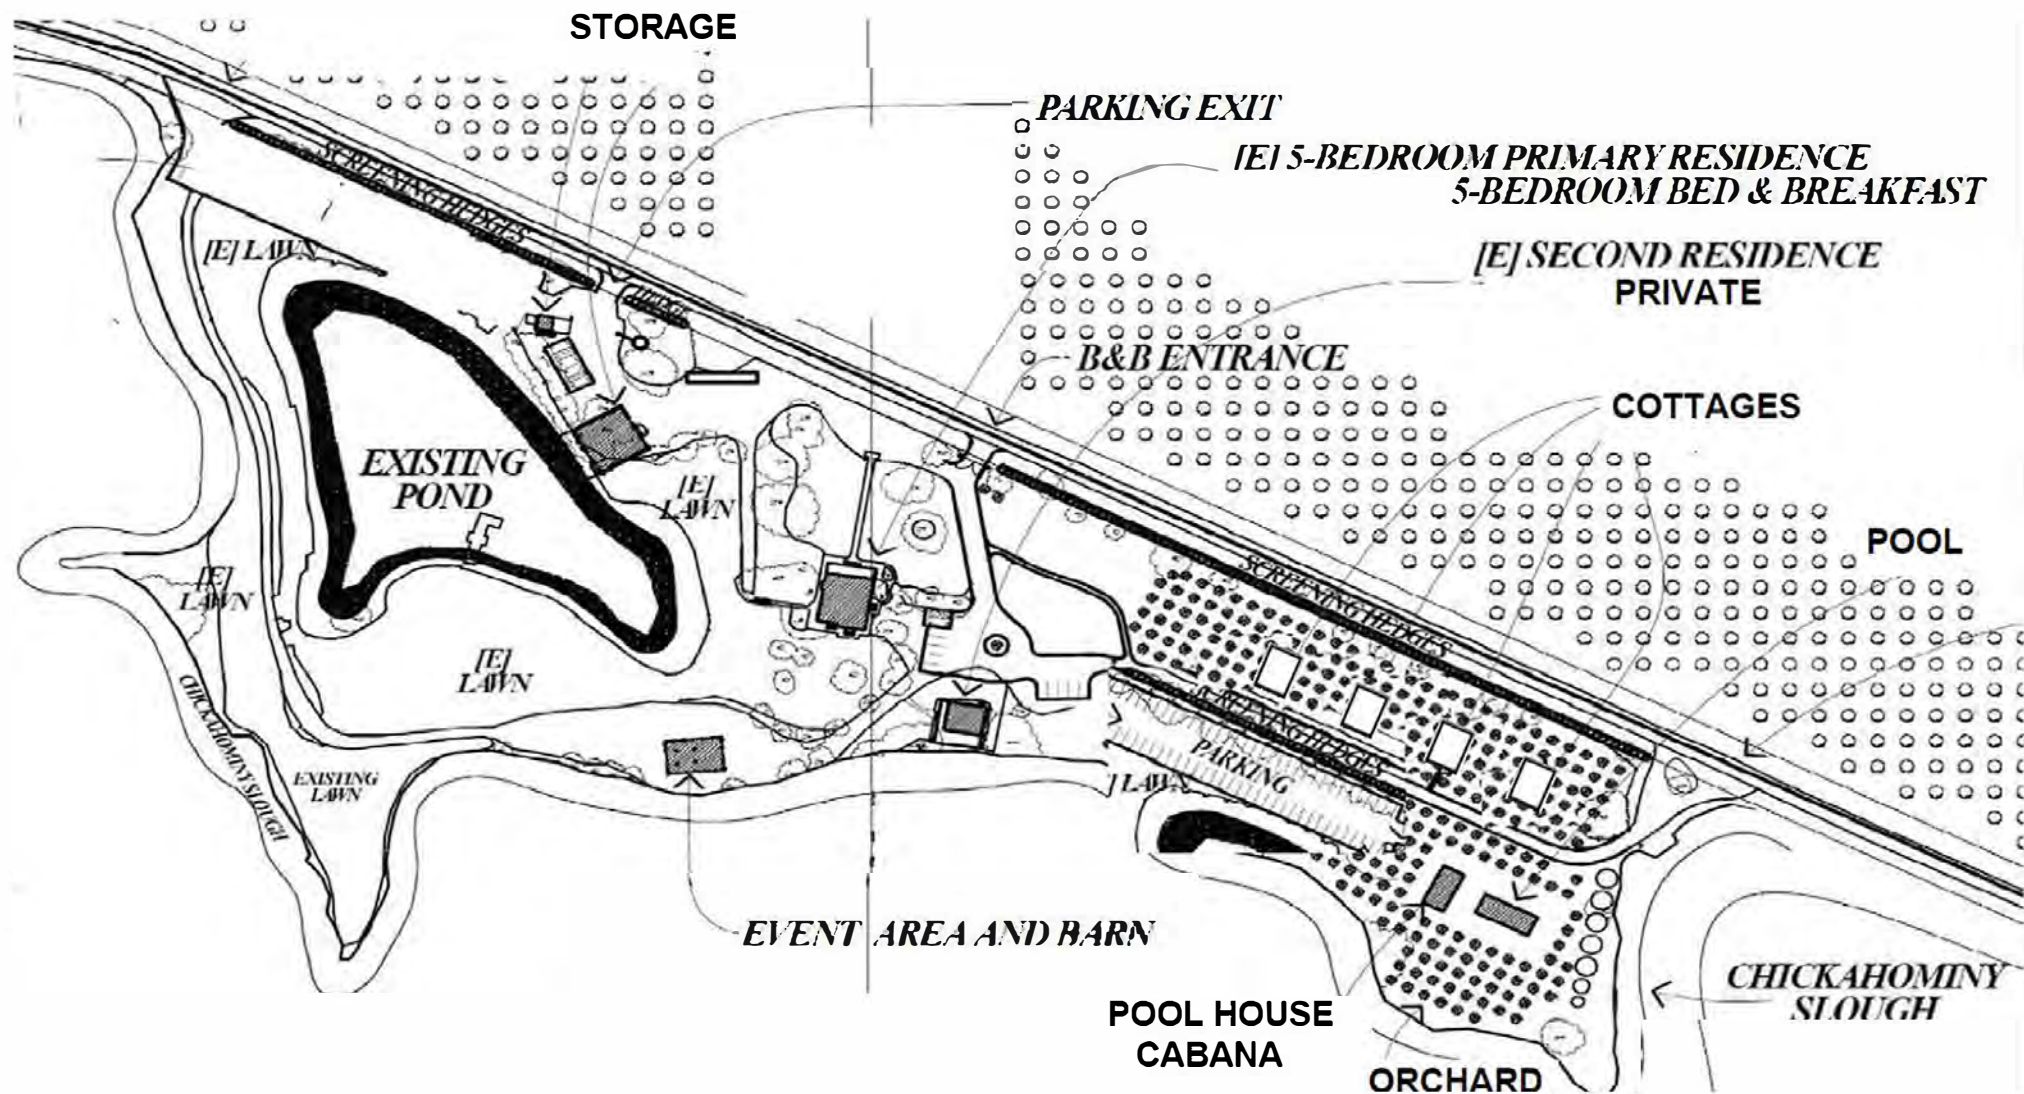 STORAGE
PARKING EXIT
[E] 5-BEDROOM PRIMARY RESIDENCE
5-BEDROOM BED & BREAKFAST
[E] SECOND RESIDENCE
PRIVATE
SCREENING HEDGES
[E] LAWN
B&B ENTRANCE
COTTAGES
EXISTING
POND
[E]
LAWN
POOL
SCREENING HEDGES
[E]
LAWN
[E]
LAWN
SCREENING HEDGES
PARKING
CHICKAHOMINY SLOUGH
EXISTING
LAWN
] LAWN
EVENT AREA AND BARN
CHICKAHOMINY
SLOUGH
POOL HOUSE
CABANA
ORCHARD